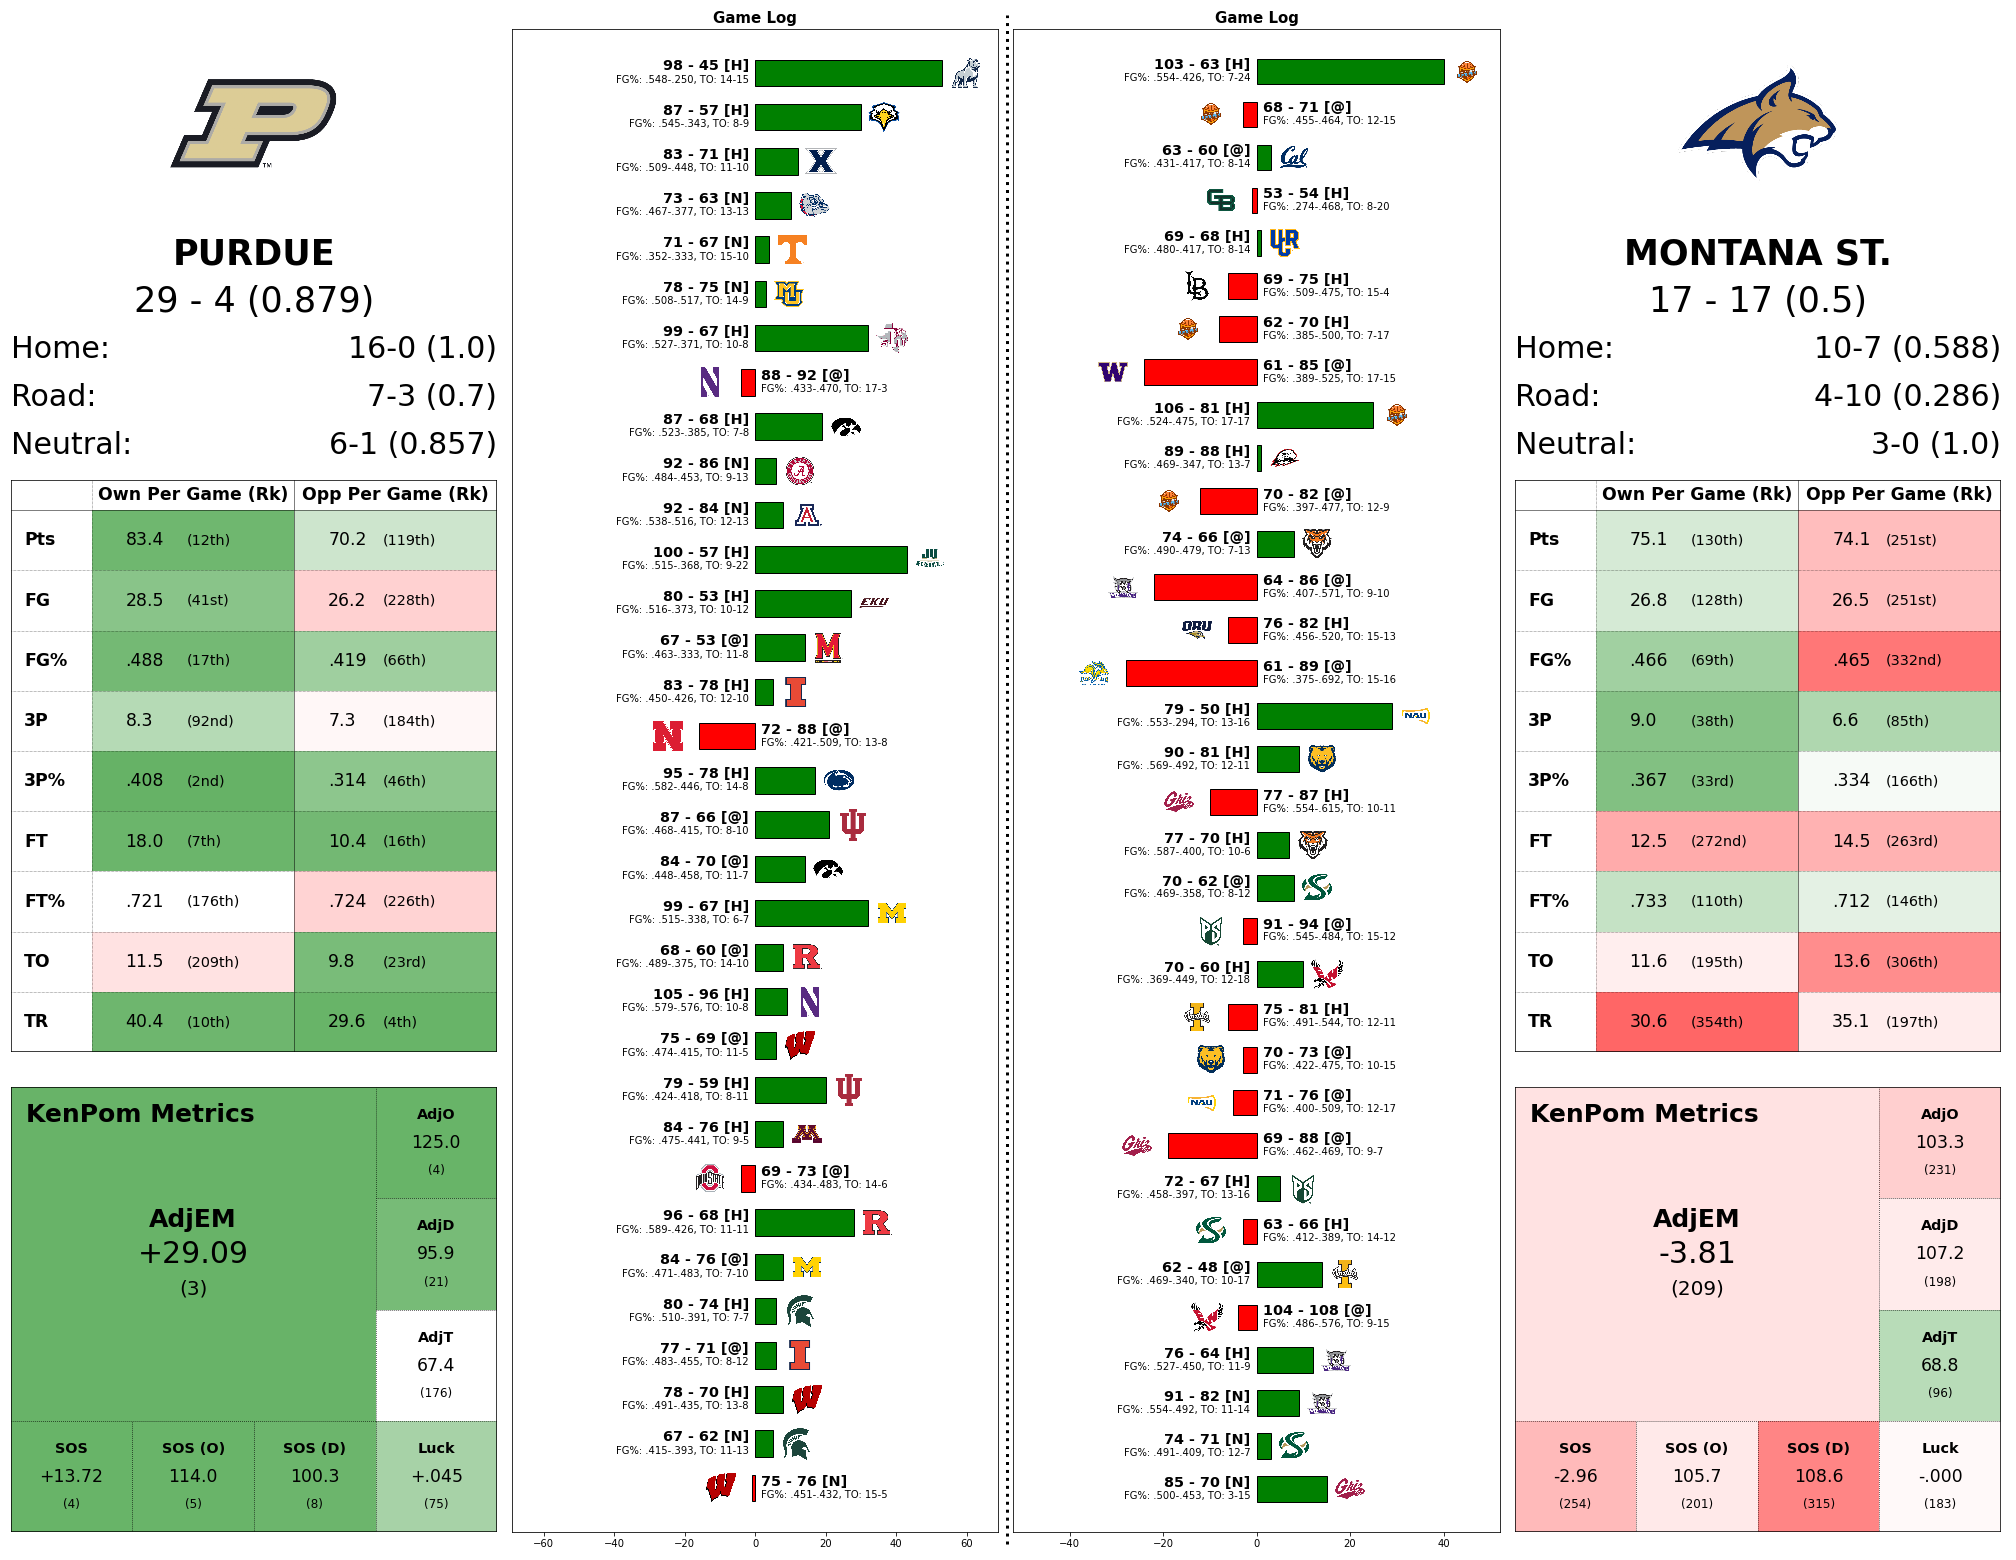 PURDUE
29 - 4 (0.879)
Home: 16-0 (1.0)
Road: 7-3 (0.7)
Neutral: 6-1 (0.857)
Own Per Game (Rk) Opp Per Game (Rk)
Pts 83.4 (12th) 70.2 (119th)
FG 28.5 (41st) 26.2 (228th)
FG% .488 (17th) .419 (66th)
3P 8.3 (92nd) 7.3 (184th)
3P% .408 (2nd) .314 (46th)
FT 18.0 (7th) 10.4 (16th)
FT% .721 (176th) .724 (226th)
TO 11.5 (209th) 9.8 (23rd)
TR 40.4 (10th) 29.6 (4th)
KenPom Metrics
AdjEM
+29.09
(3)
AdjO
125.0
(4)
AdjD
95.9
(21)
AdjT
67.4
(176)
SOS SOS (O) SOS (D) Luck
+13.72 114.0 100.3 +.045
(4) (5) (8) (75)
Game Log
98 - 45 [H]
FG%: .548-.250, TO: 14-15
87 - 57 [H]
FG%: .545-.343, TO: 8-9
83 - 71 [H]
FG%: .509-.448, TO: 11-10
73 - 63 [N]
FG%: .467-.377, TO: 13-13
71 - 67 [N]
FG%: .352-.333, TO: 15-10
78 - 75 [N]
FG%: .508-.517, TO: 14-9
99 - 67 [H]
FG%: .527-.371, TO: 10-8
88 - 92 [@]
FG%: .433-.470, TO: 17-3
87 - 68 [H]
FG%: .523-.385, TO: 7-8
92 - 86 [N]
FG%: .484-.453, TO: 9-13
92 - 84 [N]
FG%: .538-.516, TO: 12-13
100 - 57 [H]
FG%: .515-.368, TO: 9-22
80 - 53 [H]
FG%: .516-.373, TO: 10-12
EKU
67 - 53 [@]
FG%: .463-.333, TO: 11-8
83 - 78 [H]
FG%: .450-.426, TO: 12-10
72 - 88 [@]
FG%: .421-.509, TO: 13-8
95 - 78 [H]
FG%: .582-.446, TO: 14-8
87 - 66 [@]
FG%: .468-.415, TO: 8-10
84 - 70 [@]
FG%: .448-.458, TO: 11-7
99 - 67 [H]
FG%: .515-.338, TO: 6-7
68 - 60 [@]
FG%: .489-.375, TO: 14-10
105 - 96 [H]
FG%: .579-.576, TO: 10-8
75 - 69 [@]
FG%: .474-.415, TO: 11-5
79 - 59 [H]
FG%: .424-.418, TO: 8-11
84 - 76 [H]
FG%: .475-.441, TO: 9-5
69 - 73 [@]
FG%: .434-.483, TO: 14-6
96 - 68 [H]
FG%: .589-.426, TO: 11-11
84 - 76 [@]
FG%: .471-.483, TO: 7-10
80 - 74 [H]
FG%: .510-.391, TO: 7-7
77 - 71 [@]
FG%: .483-.455, TO: 8-12
78 - 70 [H]
FG%: .491-.435, TO: 13-8
67 - 62 [N]
FG%: .415-.393, TO: 11-13
75 - 76 [N]
FG%: .451-.432, TO: 15-5
−60 −40 −20 0 20 40 60
Game Log
103 - 63 [H]
FG%: .554-.426, TO: 7-24
68 - 71 [@]
FG%: .455-.464, TO: 12-15
63 - 60 [@]
FG%: .431-.417, TO: 8-14
Cal
53 - 54 [H]
FG%: .274-.468, TO: 8-20
GB
69 - 68 [H]
FG%: .480-.417, TO: 8-14
UCR
69 - 75 [H]
FG%: .509-.475, TO: 15-4
LB
62 - 70 [H]
FG%: .385-.500, TO: 7-17
61 - 85 [@]
FG%: .389-.525, TO: 17-15
106 - 81 [H]
FG%: .524-.475, TO: 17-17
89 - 88 [H]
FG%: .469-.347, TO: 13-7
70 - 82 [@]
FG%: .397-.477, TO: 12-9
74 - 66 [@]
FG%: .490-.479, TO: 7-13
64 - 86 [@]
FG%: .407-.571, TO: 9-10
76 - 82 [H]
FG%: .456-.520, TO: 15-13
ORU
61 - 89 [@]
FG%: .375-.692, TO: 15-16
79 - 50 [H]
FG%: .553-.294, TO: 13-16
NAU
90 - 81 [H]
FG%: .569-.492, TO: 12-11
77 - 87 [H]
FG%: .554-.615, TO: 10-11
Griz
77 - 70 [H]
FG%: .587-.400, TO: 10-6
70 - 62 [@]
FG%: .469-.358, TO: 8-12
91 - 94 [@]
FG%: .545-.484, TO: 15-12
70 - 60 [H]
FG%: .369-.449, TO: 12-18
75 - 81 [H]
FG%: .491-.544, TO: 12-11
70 - 73 [@]
FG%: .422-.475, TO: 10-15
71 - 76 [@]
FG%: .400-.509, TO: 12-17
NAU
69 - 88 [@]
FG%: .462-.469, TO: 9-7
Griz
72 - 67 [H]
FG%: .458-.397, TO: 13-16
63 - 66 [H]
FG%: .412-.389, TO: 14-12
62 - 48 [@]
FG%: .469-.340, TO: 10-17
104 - 108 [@]
FG%: .486-.576, TO: 9-15
76 - 64 [H]
FG%: .527-.450, TO: 11-9
91 - 82 [N]
FG%: .554-.492, TO: 11-14
74 - 71 [N]
FG%: .491-.409, TO: 12-7
85 - 70 [N]
FG%: .500-.453, TO: 3-15
Griz
−40 −20 0 20 40
MONTANA ST.
17 - 17 (0.5)
Home: 10-7 (0.588)
Road: 4-10 (0.286)
Neutral: 3-0 (1.0)
Own Per Game (Rk) Opp Per Game (Rk)
Pts 75.1 (130th) 74.1 (251st)
FG 26.8 (128th) 26.5 (251st)
FG% .466 (69th) .465 (332nd)
3P 9.0 (38th) 6.6 (85th)
3P% .367 (33rd) .334 (166th)
FT 12.5 (272nd) 14.5 (263rd)
FT% .733 (110th) .712 (146th)
TO 11.6 (195th) 13.6 (306th)
TR 30.6 (354th) 35.1 (197th)
KenPom Metrics
AdjEM
-3.81
(209)
AdjO
103.3
(231)
AdjD
107.2
(198)
AdjT
68.8
(96)
SOS SOS (O) SOS (D) Luck
-2.96 105.7 108.6 -.000
(254) (201) (315) (183)